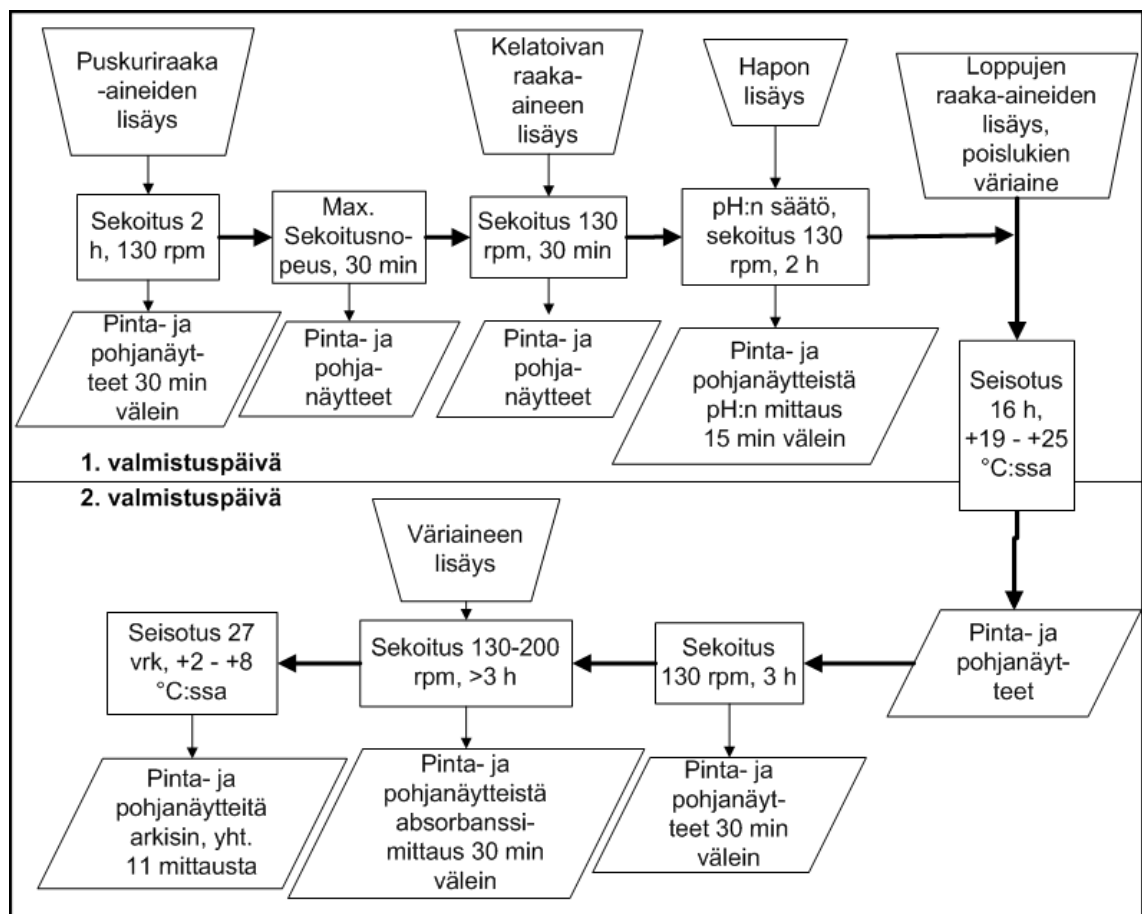 Puskuriraaka
-aineiden
lisäys
Kelatoivan
raaka-
aineen
lisäys
Hapon
lisäys
Loppujen
raaka-aineiden
lisäys,
poislukien
väriaine
Sekoitus 2
h, 130 rpm
Max.
Sekoitusno-
peus, 30 min
Sekoitus 130
rpm, 30 min
pH:n säätö,
sekoitus 130
rpm, 2 h
Pinta- ja
pohjanäyt-
teet 30 min
välein
Pinta- ja
pohja-
näytteet
Pinta- ja
pohja-
näytteet
Pinta- ja
pohjanäytteistä
pH:n mittaus
15 min välein
Seisotus
16 h,
+19 - +25
°C:ssa
1. valmistuspäivä
2. valmistuspäivä
Väriaineen
lisäys
Pinta- ja
pohjanäyt-
teet
Sekoitus
130 rpm, 3 h
Sekoitus 130-200
rpm, >3 h
Seisotus 27
vrk, +2 - +8
°C:ssa
Pinta- ja
pohjanäytteitä
arkisin, yht.
11 mittausta
Pinta- ja
pohjanäytteistä
absorbanssi-
mittaus 30 min
välein
Pinta- ja
pohjanäyt-
teet 30 min
välein